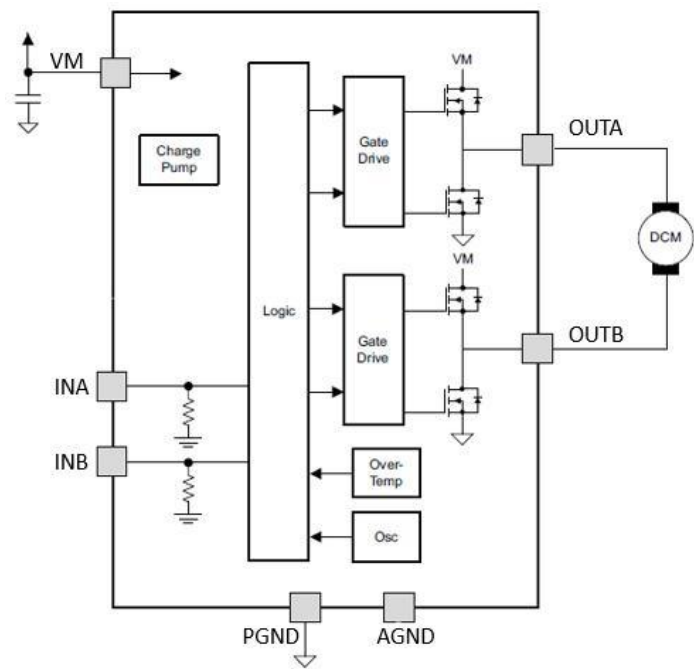 VM
VM
OUTA
Charge
Pump
Gate
Drive
DCM
VM
Logic
Gate
Drive
OUTB
INA
INB
Over-
Temp
Osc
PGND
AGND